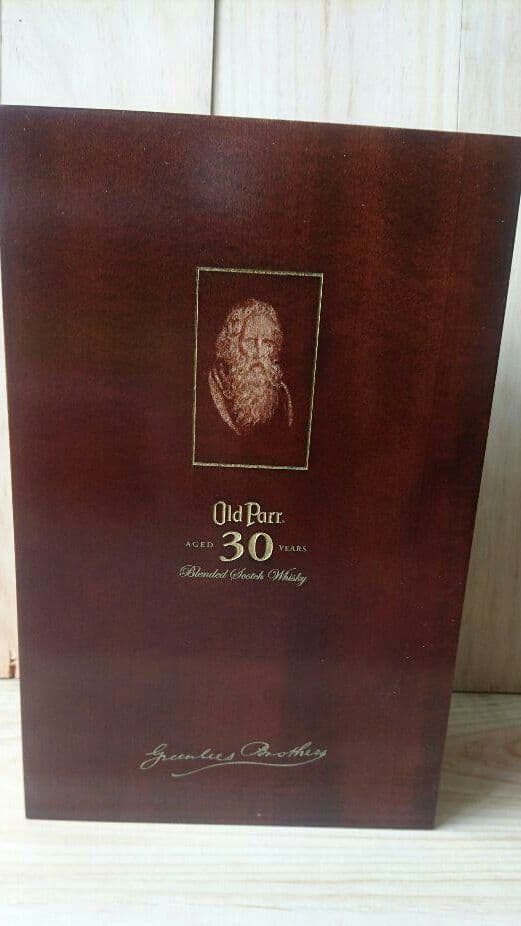 Old Parr
AGED 30 YEARS
Blended Scotch Whisky
Greenlees Brothers